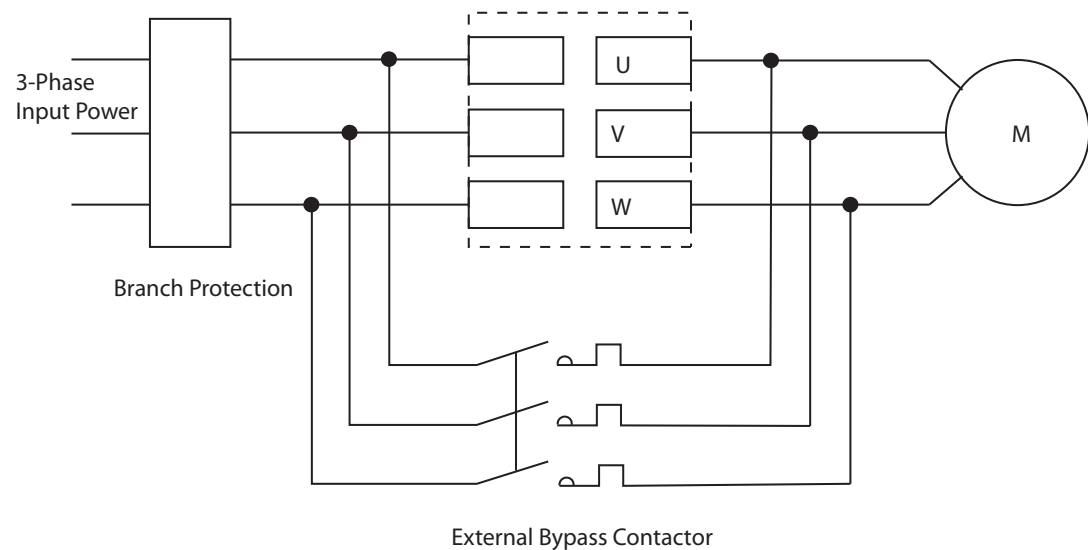 3-Phase
Input Power
U
V
W
M
Branch Protection
External Bypass Contactor